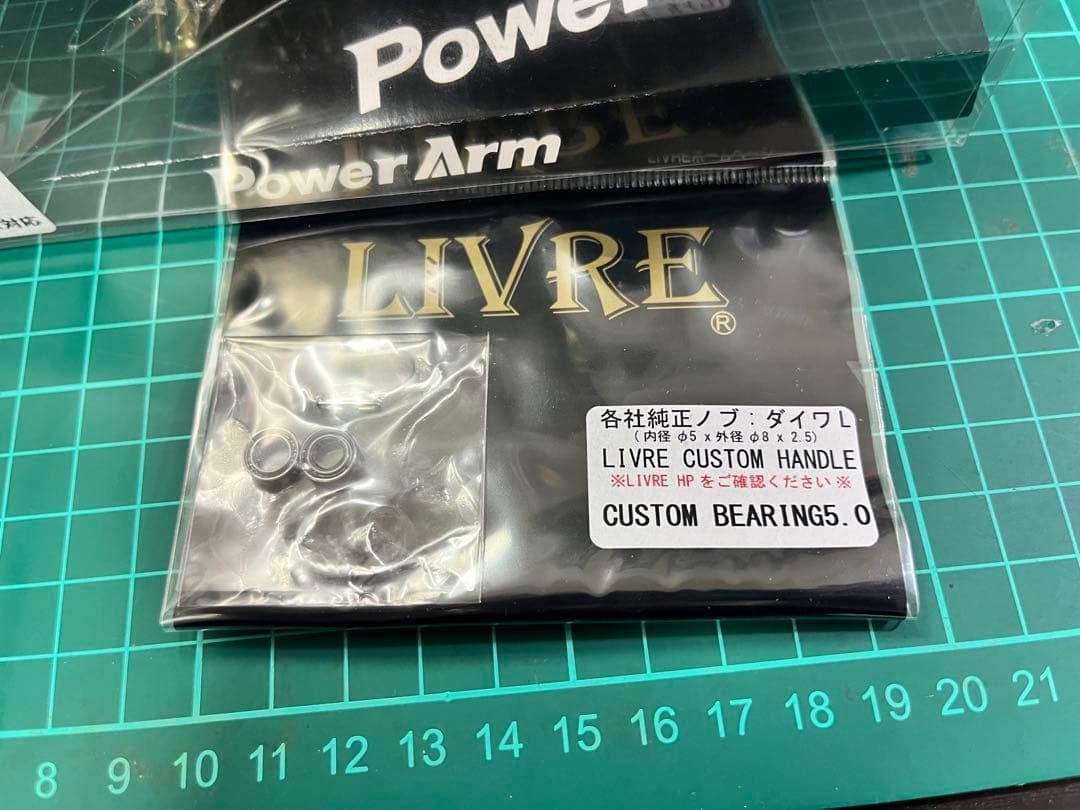 Power
Power Arm
対応
LIVRE
®
各社純正ノブ:ダイワL
(内径 φ5 x 外径 φ8 x 2.5)
LIVRE CUSTOM HANDLE
※LIVRE HPをご確認ください※
CUSTOM BEARING5.0
8 9 10 11 12 13 14 15 16 17 18 19 20 21